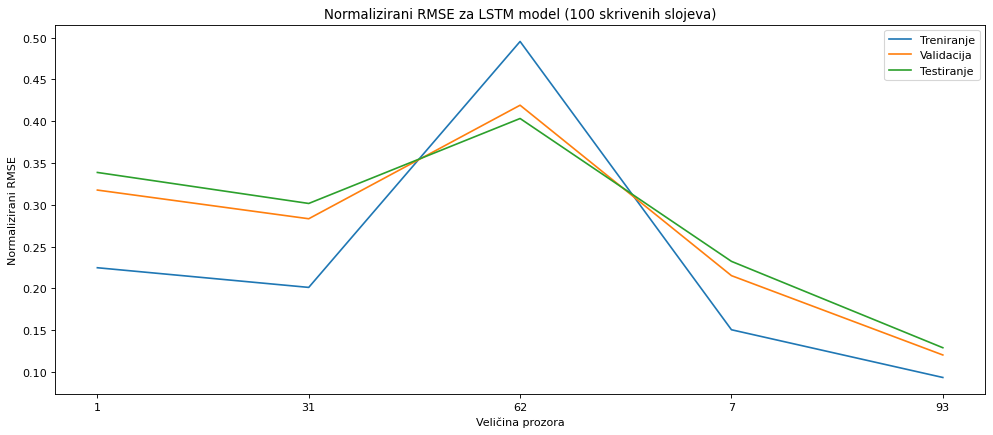 Normalizirani RMSE za LSTM model (100 skrivenih slojeva)
Treniranje
Validacija
Testiranje
Normalizirani RMSE
0.50
0.45
0.40
0.35
0.30
0.25
0.20
0.15
0.10
1 31 62 7 93
Veličina prozora